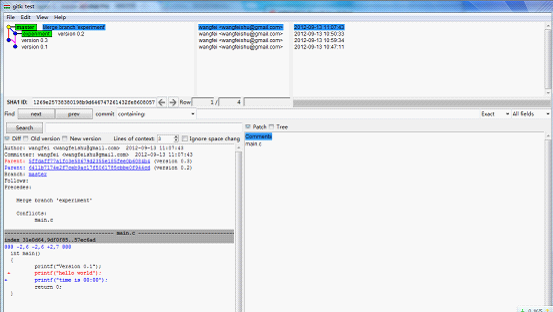 gitk: test
File Edit View Help
master Merge branch 'experiment' wangfei <wangfeishu@gmail.com> 2012-09-13 11:07:43
experiment version 0.2 wangfei <wangfeishu@gmail.com> 2012-09-13 10:50:33
version 0.3 wangfei <wangfeishu@gmail.com> 2012-09-13 10:59:34
version 0.1 wangfei <wangfeishu@gmail.com> 2012-09-13 10:47:11
SHA1 ID: Row 1 / 4
Find next prev commit containing: Exact All fields
Search Patch Tree
Diff Old version New version Lines of context: 3 Ignore space chang
Comments
main.c
Author: wangfei <wangfeishu@gmail.com> 2012-09-13 11:07:43
Committer: wangfei <wangfeishu@gmail.com> 2012-09-13 11:07:43
Parent: (version 0.3)
Parent: (version 0.2)
Branch: master
Follows:
Precedes:
Merge branch 'experiment'
Conflicts:
main.c
main.c
index 31e0d64,9df0f85..57ec6ad
@@@ -2,6 -2,6 +2,7 @@@
int main()
{
printf("Version 0.1");
+ printf("hello world");
+ printf("time is 00:00");
return 0;
}